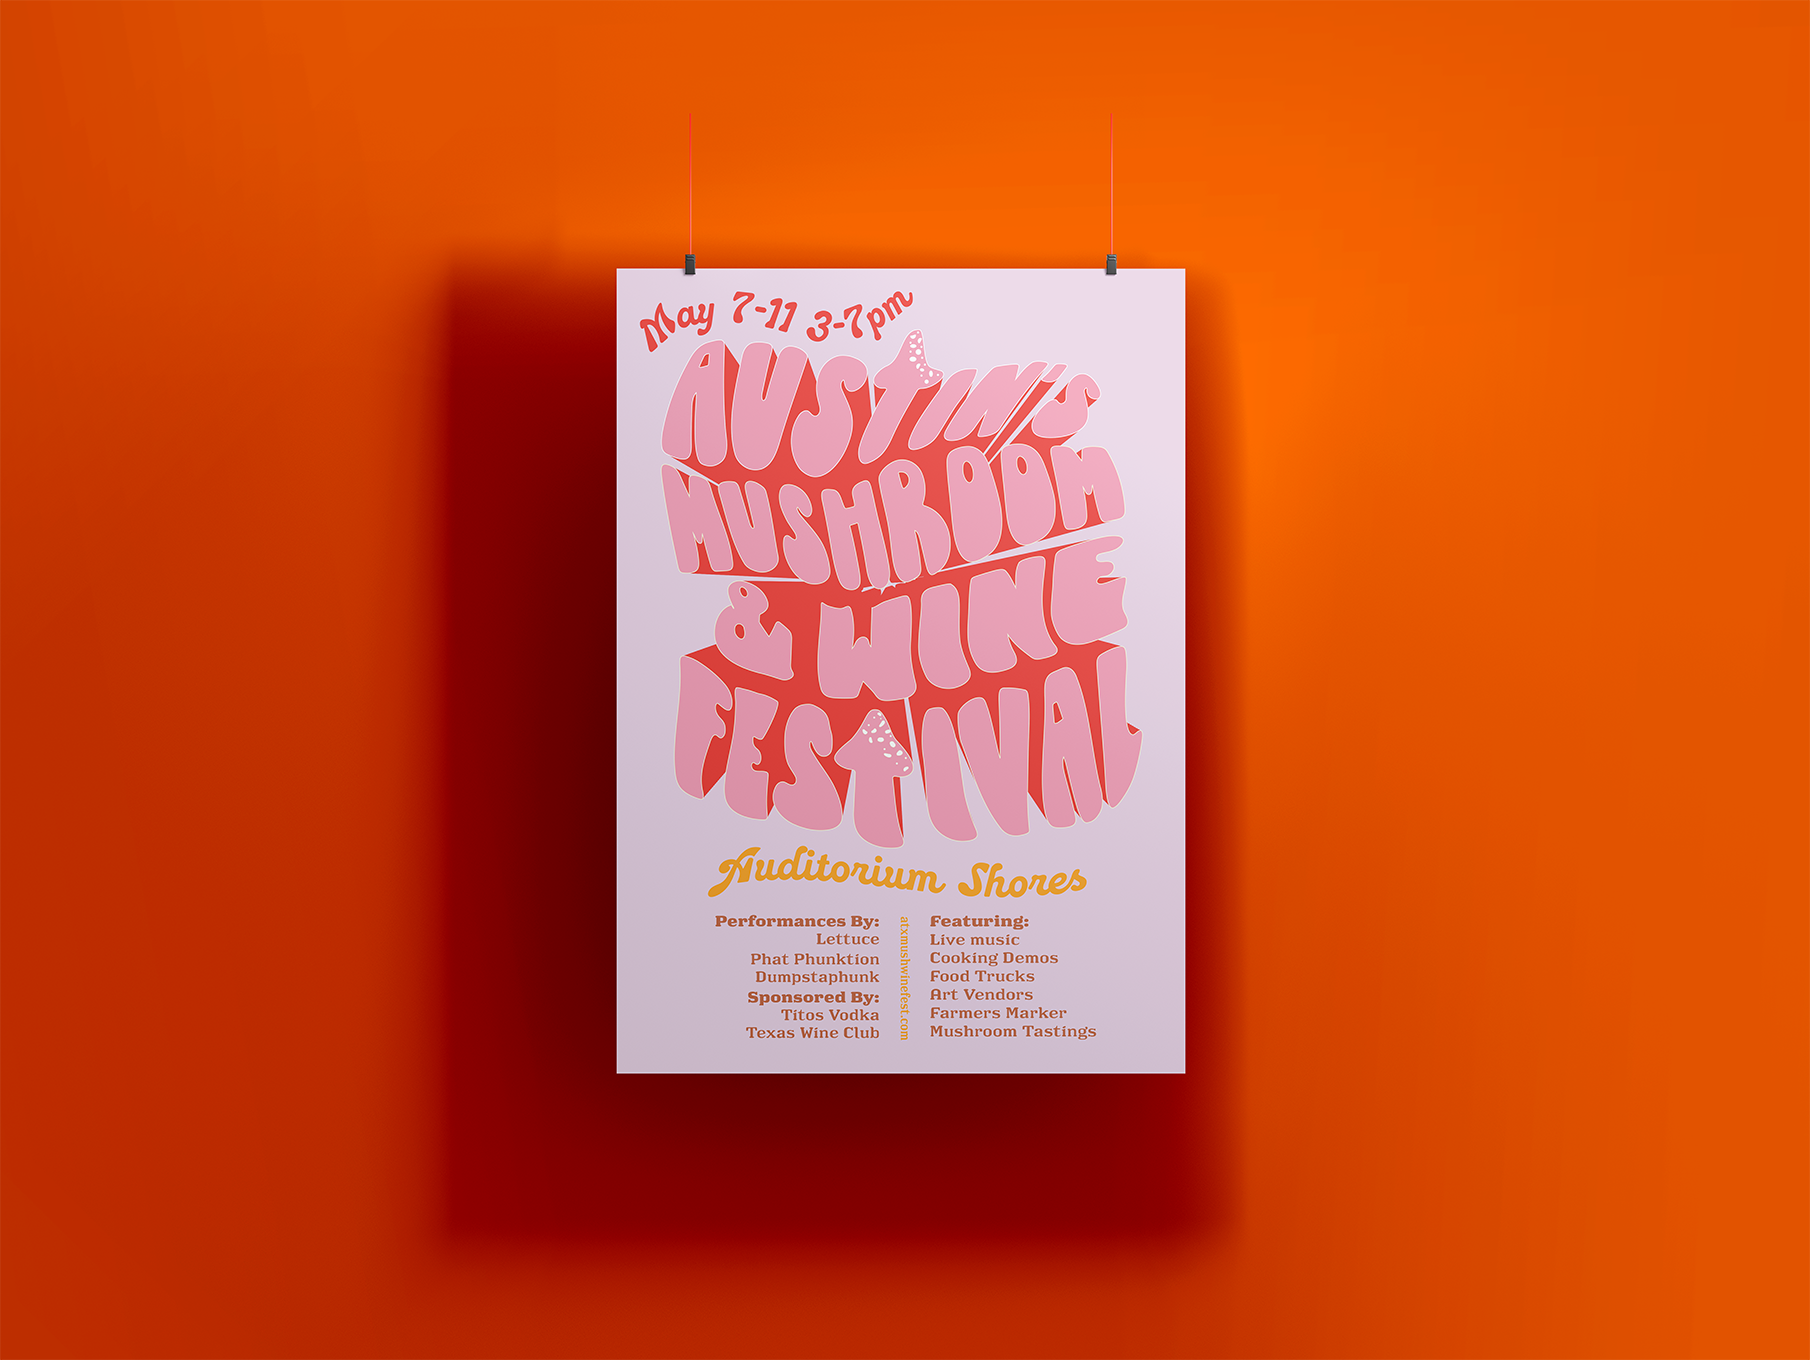 May 7-11 3-7pm
AUSTIN'S
MUSHROOM
& WINE
FESTIVAL
Auditorium Shores
Performances By:
Lettuce
Phat Phunktion
Dumpstaphunk
Sponsored By:
Titos Vodka
Texas Wine Club
atxmushwinefest.com
Featuring:
Live music
Cooking Demos
Food Trucks
Art Vendors
Farmers Marker
Mushroom Tastings